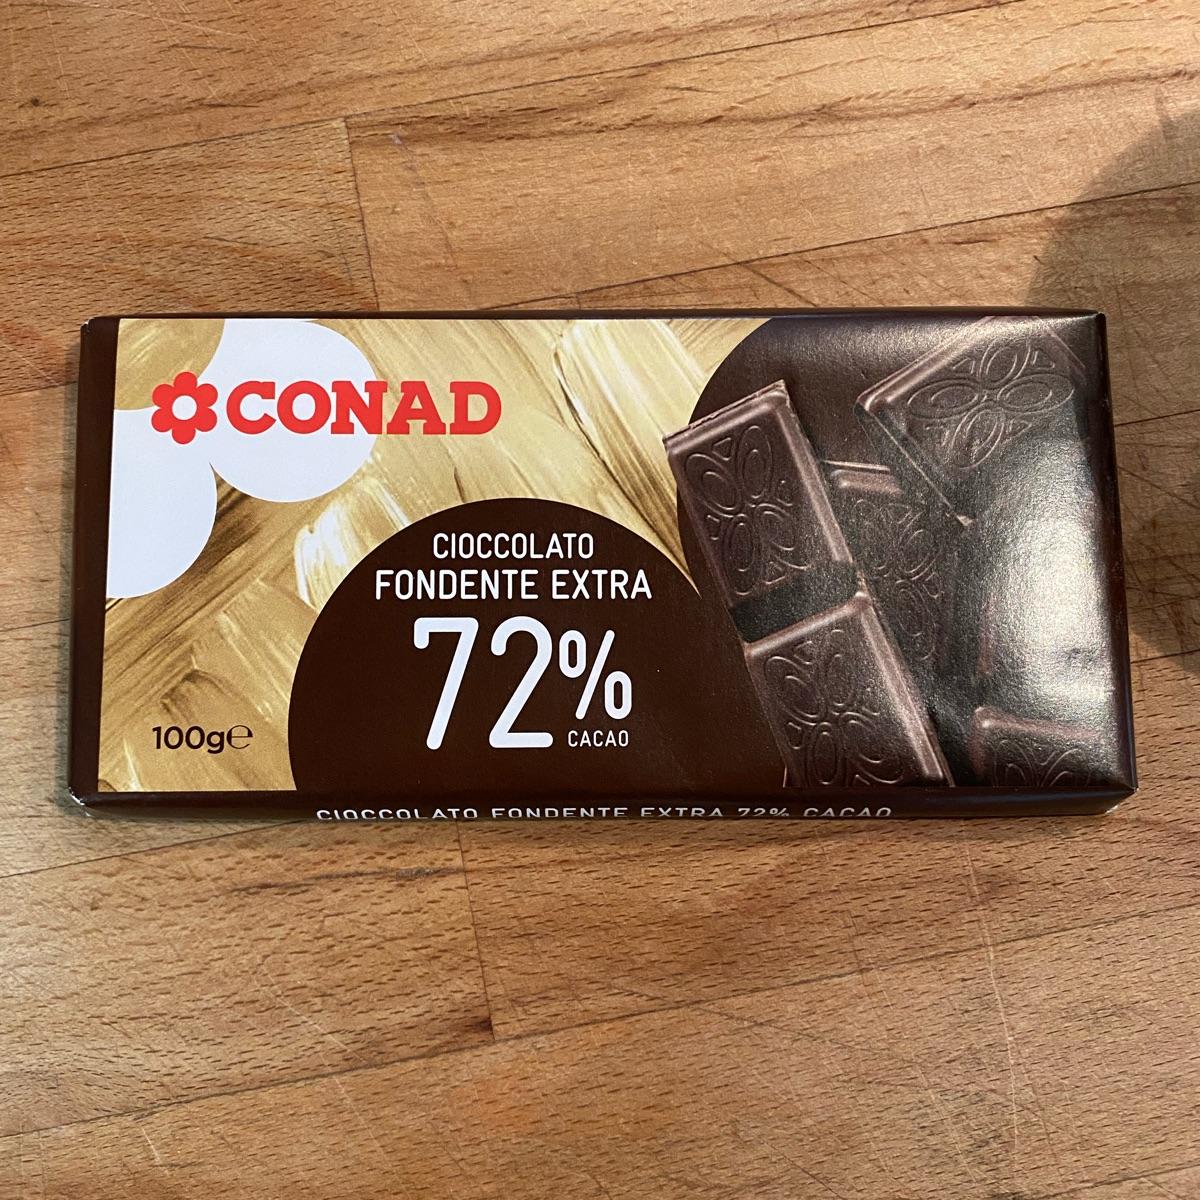 CONAD
CIOCCOLATO
FONDENTE EXTRA
72%
CACAO
100g℮
CIOCCOLATO FONDENTE EXTRA 72% CACAO